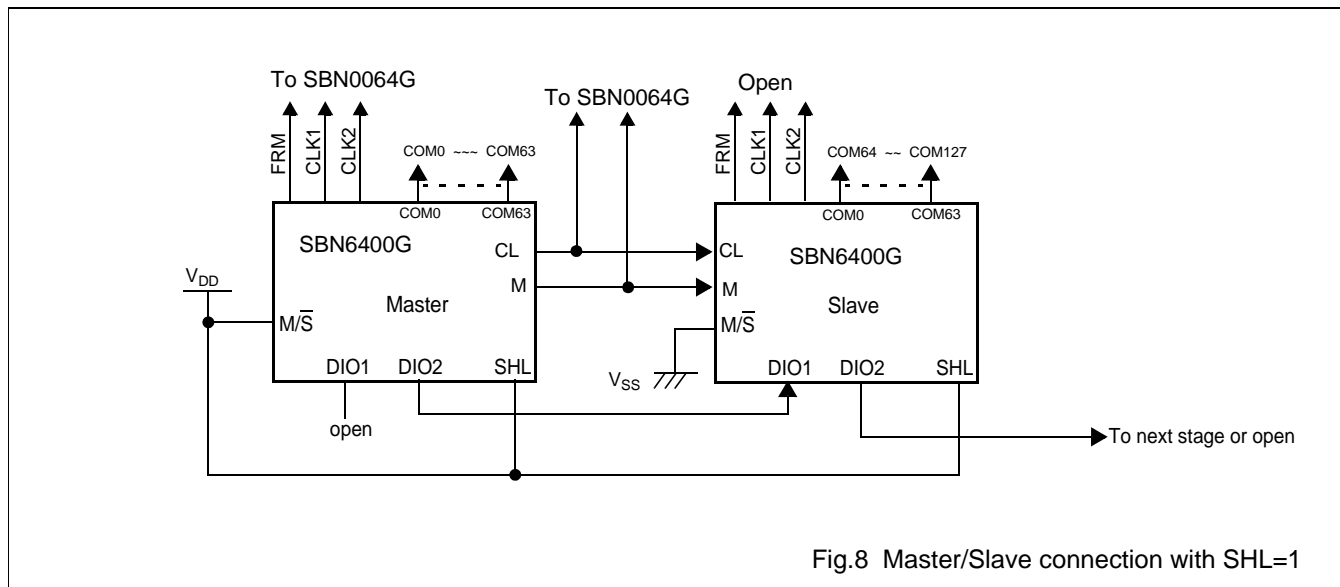 To SBN0064G
Open
To SBN0064G
FRM
CLK1
CLK2
COM0 ~~~ COM63
FRM
CLK1
CLK2
COM64 ~~ COM127
COM0
COM63
COM0
COM63
SBN6400G
CL
CL
SBN6400G
VDD
M
M
Master
Slave
M/S̅
M/S̅
DIO1
DIO2
SHL
VSS
DIO1
DIO2
SHL
open
To next stage or open
Fig.8 Master/Slave connection with SHL=1